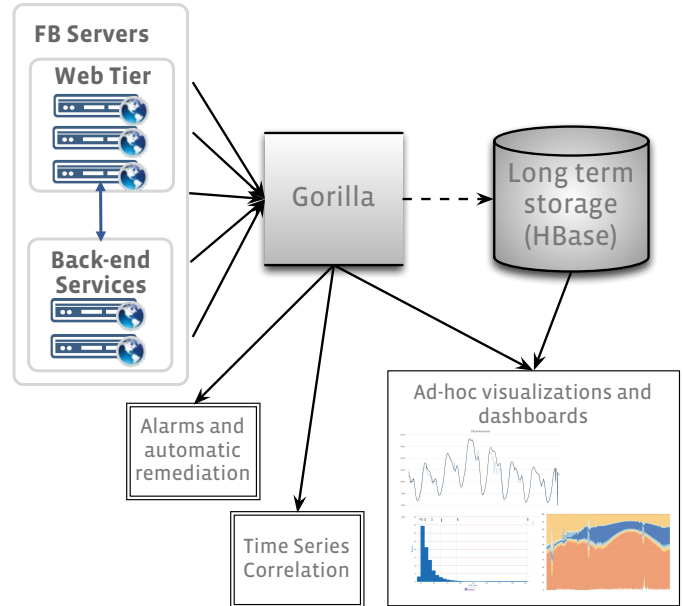 FB Servers
Web Tier
Back-end
Services
Gorilla
Long term
storage
(HBase)
Alarms and
automatic
remediation
Time Series
Correlation
Ad-hoc visualizations and
dashboards